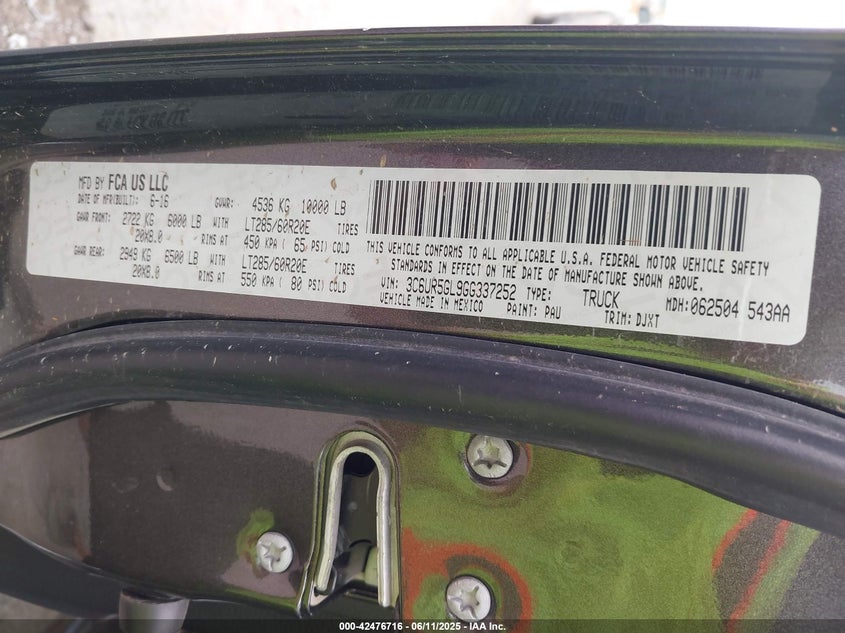 MFD BY FCA US LLC
DATE OF MFR(BUILT): 6-16 GVWR: 4536 KG 10000 LB
GAWR FRONT: 2722 KG 6000 LB WITH LT285/60R20E TIRES
20X8.0 RIMS AT 450 KPA ( 65 PSI) COLD
GAWR REAR: 2949 KG 6500 LB WITH LT285/60R20E TIRES
20X8.0 RIMS AT 550 KPA ( 80 PSI) COLD
THIS VEHICLE CONFORMS TO ALL APPLICABLE U.S.A. FEDERAL MOTOR VEHICLE SAFETY
STANDARDS IN EFFECT ON THE DATE OF MANUFACTURE SHOWN ABOVE.
VIN: 3C6UR5GL9GG337252 TYPE: TRUCK MDH:062504 543AA
VEHICLE MADE IN MEXICO PAINT: PAU TRIM: DJXT
000-42476716 - 06/11/2025 - IAA Inc.